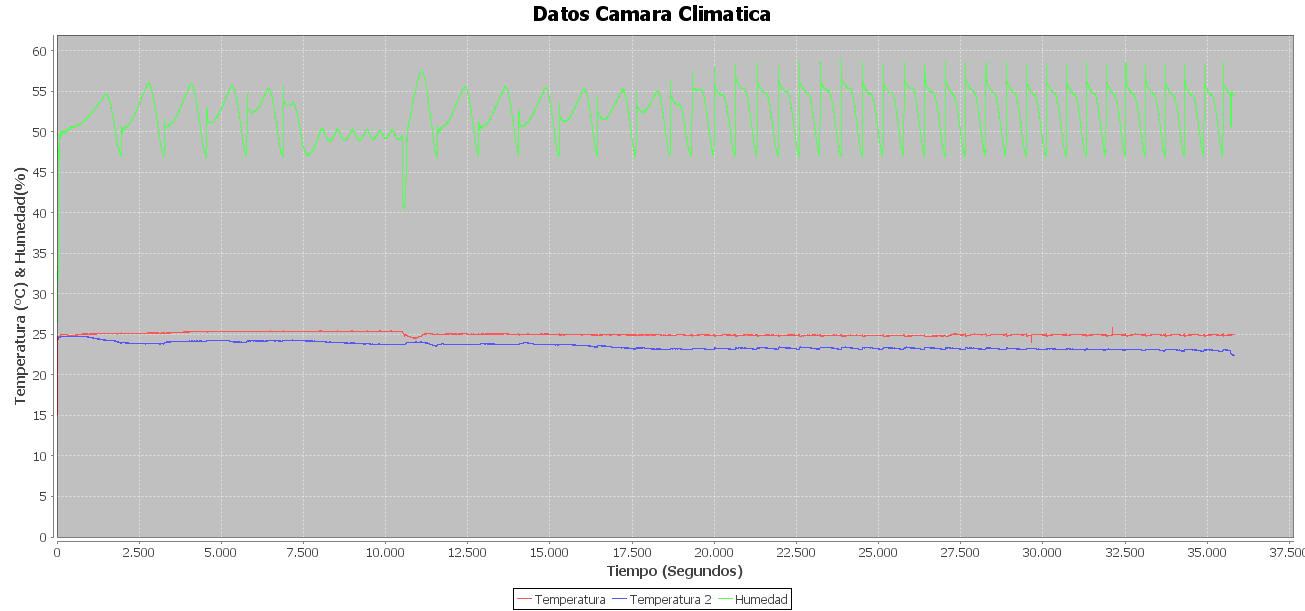 Datos Camara Climatica
Temperatura (ºC) & Humedad(%)
60
55
50
45
40
35
30
25
20
15
10
5
0
0 2.500 5.000 7.500 10.000 12.500 15.000 17.500 20.000 22.500 25.000 27.500 30.000 32.500 35.000 37.500
Tiempo (Segundos)
Temperatura Temperatura 2 Humedad